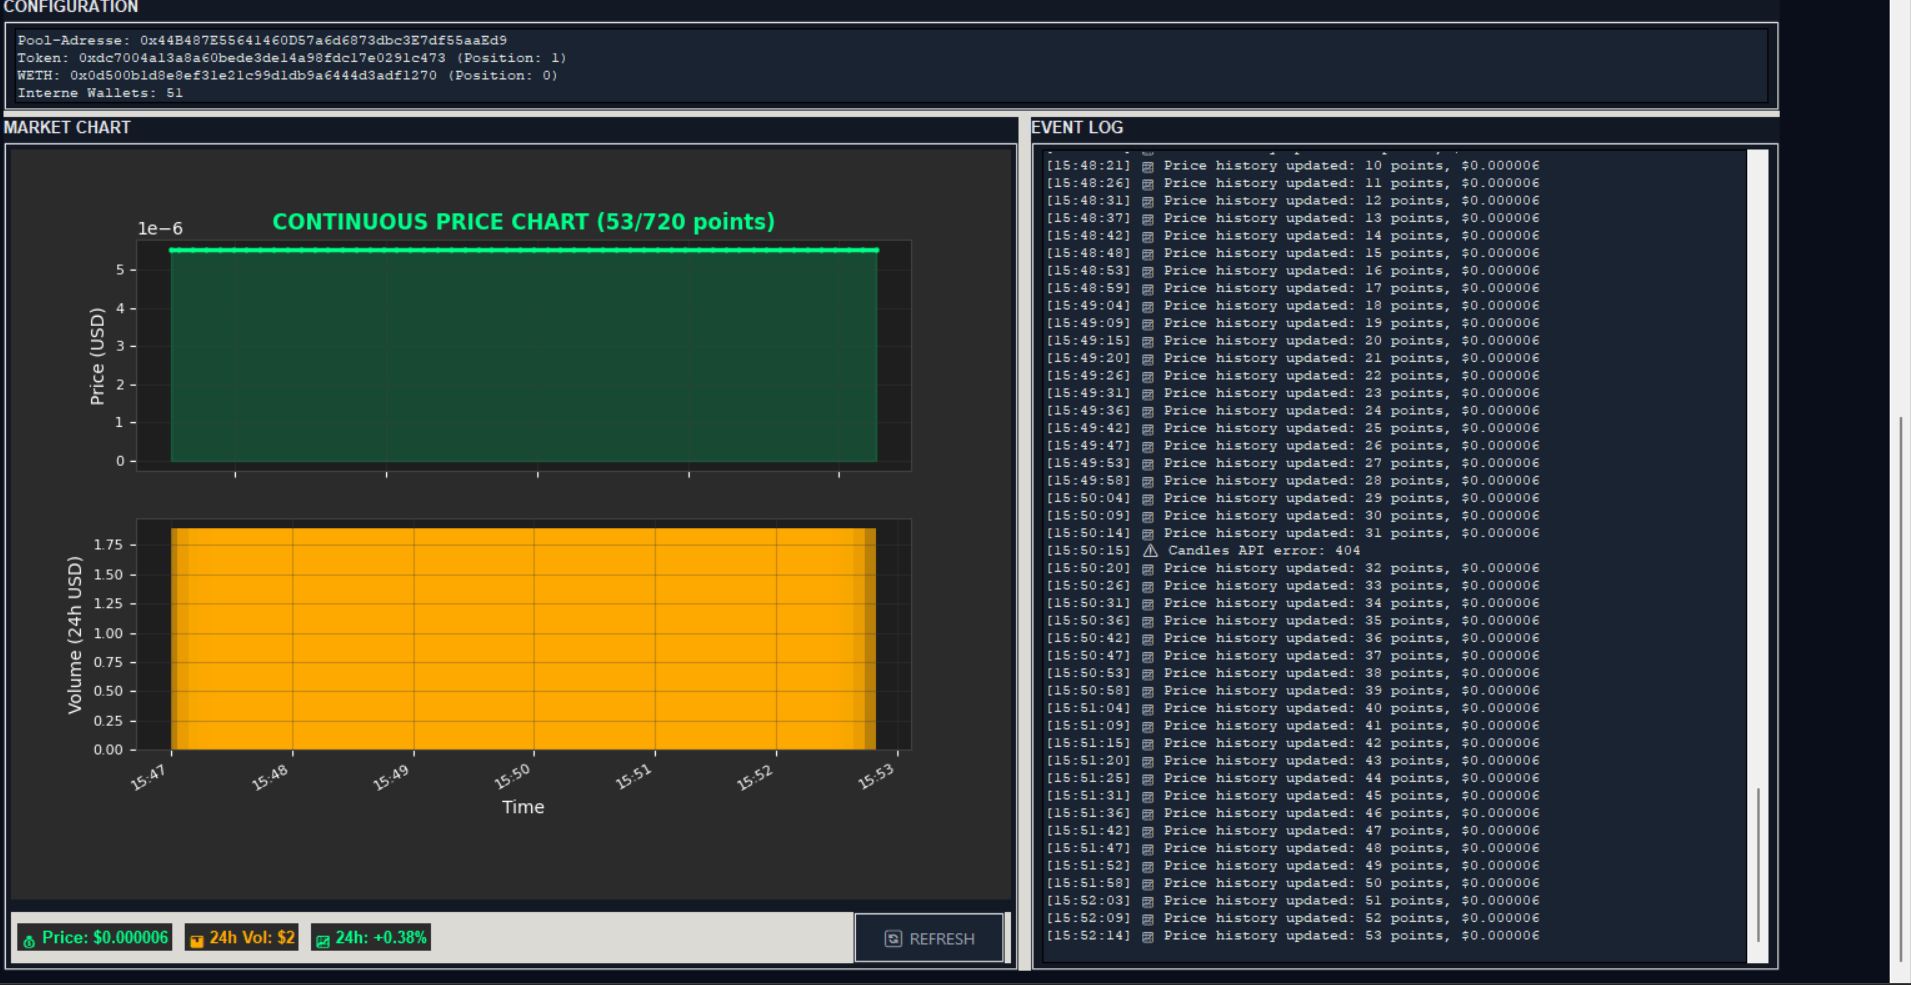 CONFIGURATION
Pool-Adresse: 0x44B487E55641460D57a6d6873dbc3E7df55aaEd9
Token: 0xdc7004a13a8a60bede3de14a98fdc17e0291c473 (Position: 1)
WETH: 0x0d500b1d8e8ef31e21c99d1db9a6444d3adf1270 (Position: 0)
Interne Wallets: 51
MARKET CHART
1e−6
CONTINUOUS PRICE CHART (53/720 points)
Price (USD)
5
4
3
2
1
0
Volume (24h USD)
1.75
1.50
1.25
1.00
0.75
0.50
0.25
0.00
15:47
15:48
15:49
15:50
15:51
15:52
15:53
Time
Price: $0.000006
24h Vol: $2
24h: +0.38%
REFRESH
EVENT LOG
[15:48:21] Price history updated: 10 points, $0.000006
[15:48:26] Price history updated: 11 points, $0.000006
[15:48:31] Price history updated: 12 points, $0.000006
[15:48:37] Price history updated: 13 points, $0.000006
[15:48:42] Price history updated: 14 points, $0.000006
[15:48:48] Price history updated: 15 points, $0.000006
[15:48:53] Price history updated: 16 points, $0.000006
[15:48:59] Price history updated: 17 points, $0.000006
[15:49:04] Price history updated: 18 points, $0.000006
[15:49:09] Price history updated: 19 points, $0.000006
[15:49:15] Price history updated: 20 points, $0.000006
[15:49:20] Price history updated: 21 points, $0.000006
[15:49:26] Price history updated: 22 points, $0.000006
[15:49:31] Price history updated: 23 points, $0.000006
[15:49:36] Price history updated: 24 points, $0.000006
[15:49:42] Price history updated: 25 points, $0.000006
[15:49:47] Price history updated: 26 points, $0.000006
[15:49:53] Price history updated: 27 points, $0.000006
[15:49:58] Price history updated: 28 points, $0.000006
[15:50:04] Price history updated: 29 points, $0.000006
[15:50:09] Price history updated: 30 points, $0.000006
[15:50:14] Price history updated: 31 points, $0.000006
[15:50:15] ⚠ Candles API error: 404
[15:50:20] Price history updated: 32 points, $0.000006
[15:50:26] Price history updated: 33 points, $0.000006
[15:50:31] Price history updated: 34 points, $0.000006
[15:50:36] Price history updated: 35 points, $0.000006
[15:50:42] Price history updated: 36 points, $0.000006
[15:50:47] Price history updated: 37 points, $0.000006
[15:50:53] Price history updated: 38 points, $0.000006
[15:50:58] Price history updated: 39 points, $0.000006
[15:51:04] Price history updated: 40 points, $0.000006
[15:51:09] Price history updated: 41 points, $0.000006
[15:51:15] Price history updated: 42 points, $0.000006
[15:51:20] Price history updated: 43 points, $0.000006
[15:51:25] Price history updated: 44 points, $0.000006
[15:51:31] Price history updated: 45 points, $0.000006
[15:51:36] Price history updated: 46 points, $0.000006
[15:51:42] Price history updated: 47 points, $0.000006
[15:51:47] Price history updated: 48 points, $0.000006
[15:51:52] Price history updated: 49 points, $0.000006
[15:51:58] Price history updated: 50 points, $0.000006
[15:52:03] Price history updated: 51 points, $0.000006
[15:52:09] Price history updated: 52 points, $0.000006
[15:52:14] Price history updated: 53 points, $0.000006